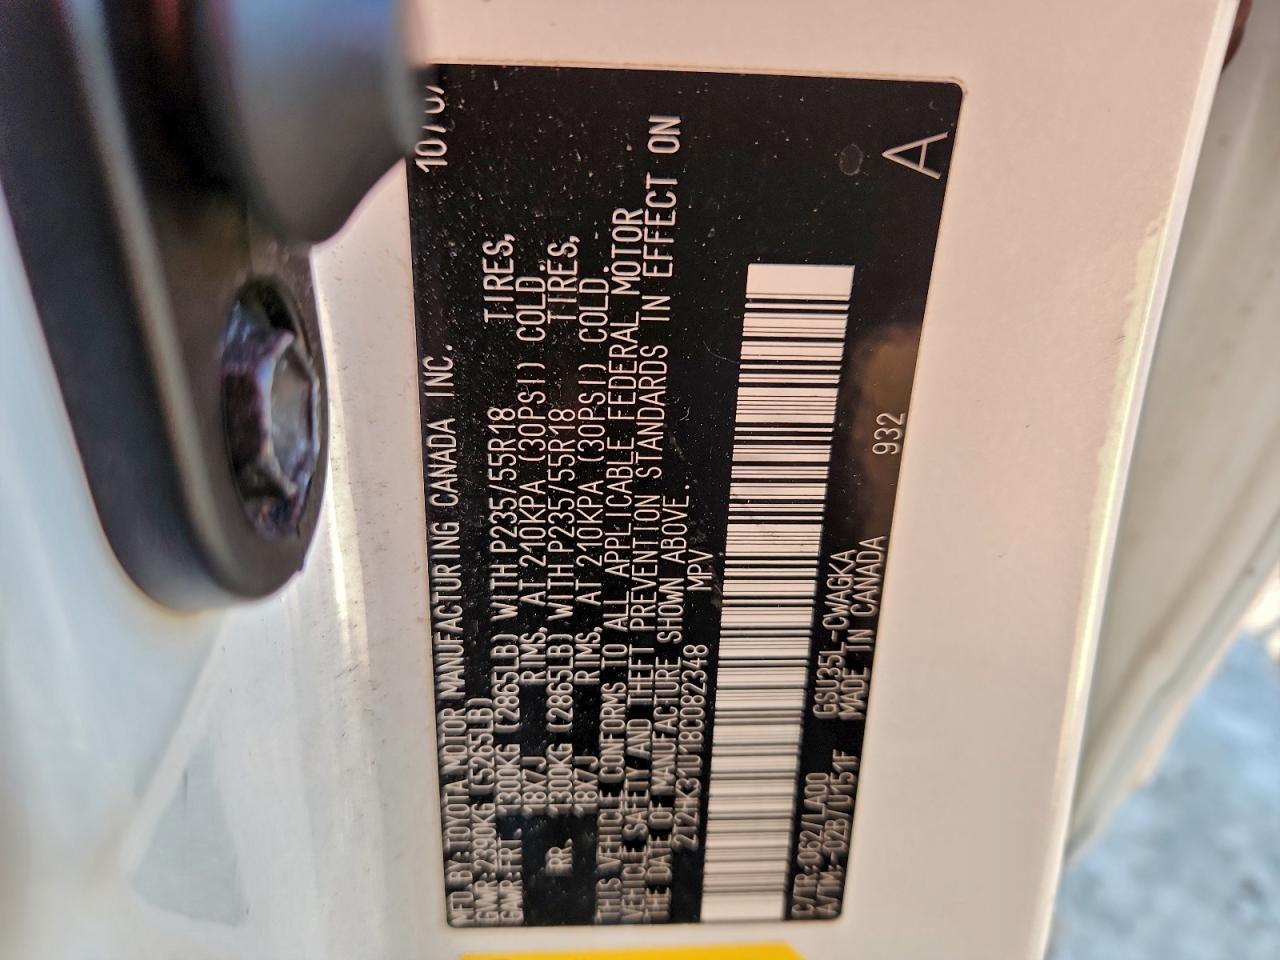 MFD.BY:TOYOTA MOTOR MANUFACTURING CANADA INC. 10/07
GWMR:2390KG (5265LB)
GWMR:FRT. 1300KG (2865LB) WITH P235/55R18 TIRES,
18X7J RIMS, AT 210KPA (30PSI) COLD.
RR. 1300KG (2865LB) WITH P235/55R18 TIRES,
18X7J RIMS, AT 210KPA (30PSI) COLD.
THIS VEHICLE CONFORMS TO ALL APPLICABLE FEDERAL MOTOR
VEHICLE SAFETY AND THEFT PREVENTION STANDARDS IN EFFECT ON
THE DATE OF MANUFACTURE SHOWN ABOVE.
2T2HK31U18C082348 MPV
C/TR:062/LA00 GSU35L-CWAGKA 932
A/TM:-02B/U151F MADE IN CANADA
A